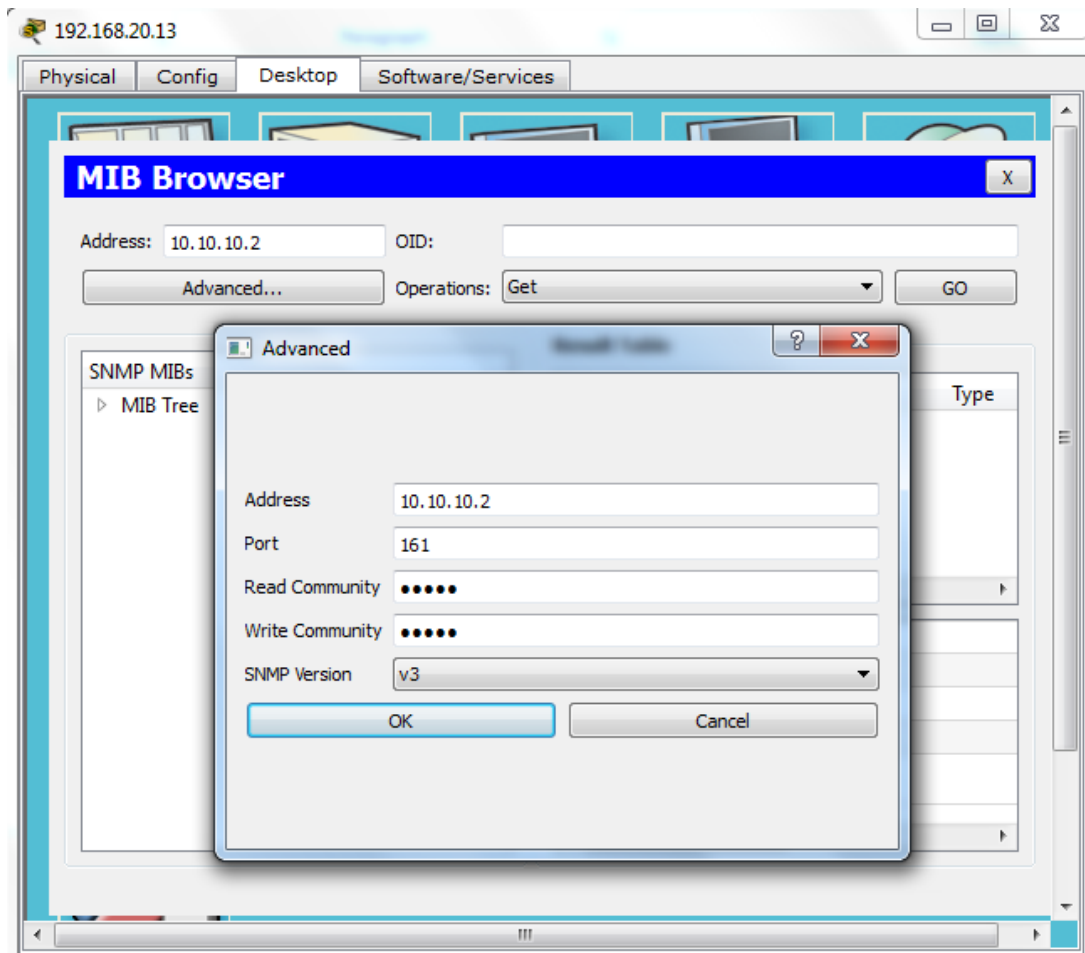 192.168.20.13
Physical Config Desktop Software/Services
MIB Browser X
Address: 10.10.10.2 OID:
Advanced... Operations: Get GO
Advanced ?
SNMP MIBs
MIB Tree Type
Address 10.10.10.2
Port 161
Read Community •••••
Write Community •••••
SNMP Version v3
OK Cancel